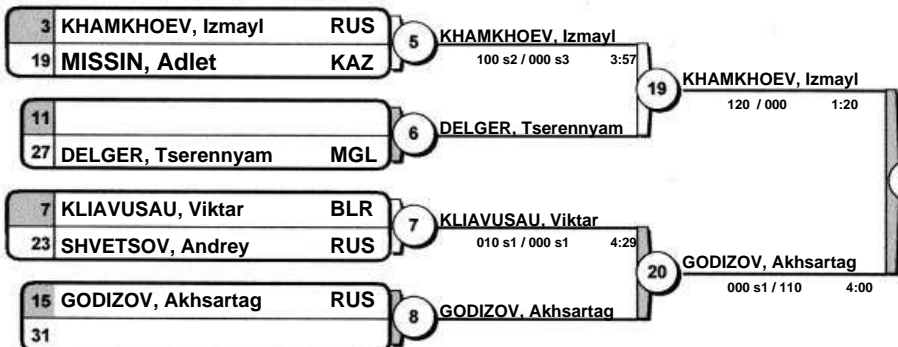 3 KHAMKHOEV, Izmayl RUS
19 MISSIN, Adlet KAZ
5
KHAMKHOEV, Izmayl
100 s2 / 000 s3 3:57
11
27 DELGER, Tserennyam MGL
6
DELGER, Tserennyam
19
KHAMKHOEV, Izmayl
120 / 000 1:20
7 KLIAVUSAU, Viktar BLR
23 SHVETSOV, Andrey RUS
7
KLIAVUSAU, Viktar
010 s1 / 000 s1 4:29
15 GODIZOV, Akhsartag RUS
31
8
GODIZOV, Akhsartag
20
GODIZOV, Akhsartag
000 s1 / 110 4:00